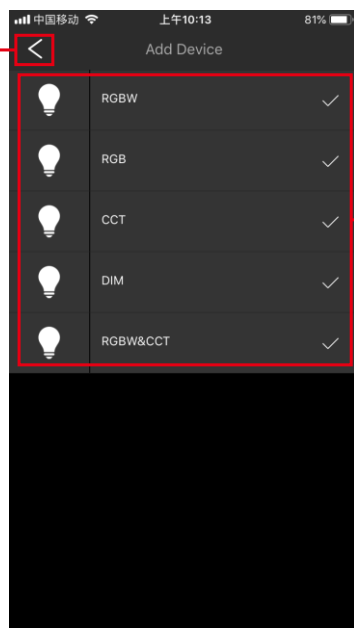 中国移动 上午10:13 81%
Add Device
RGBW
RGB
CCT
DIM
RGBW&CCT